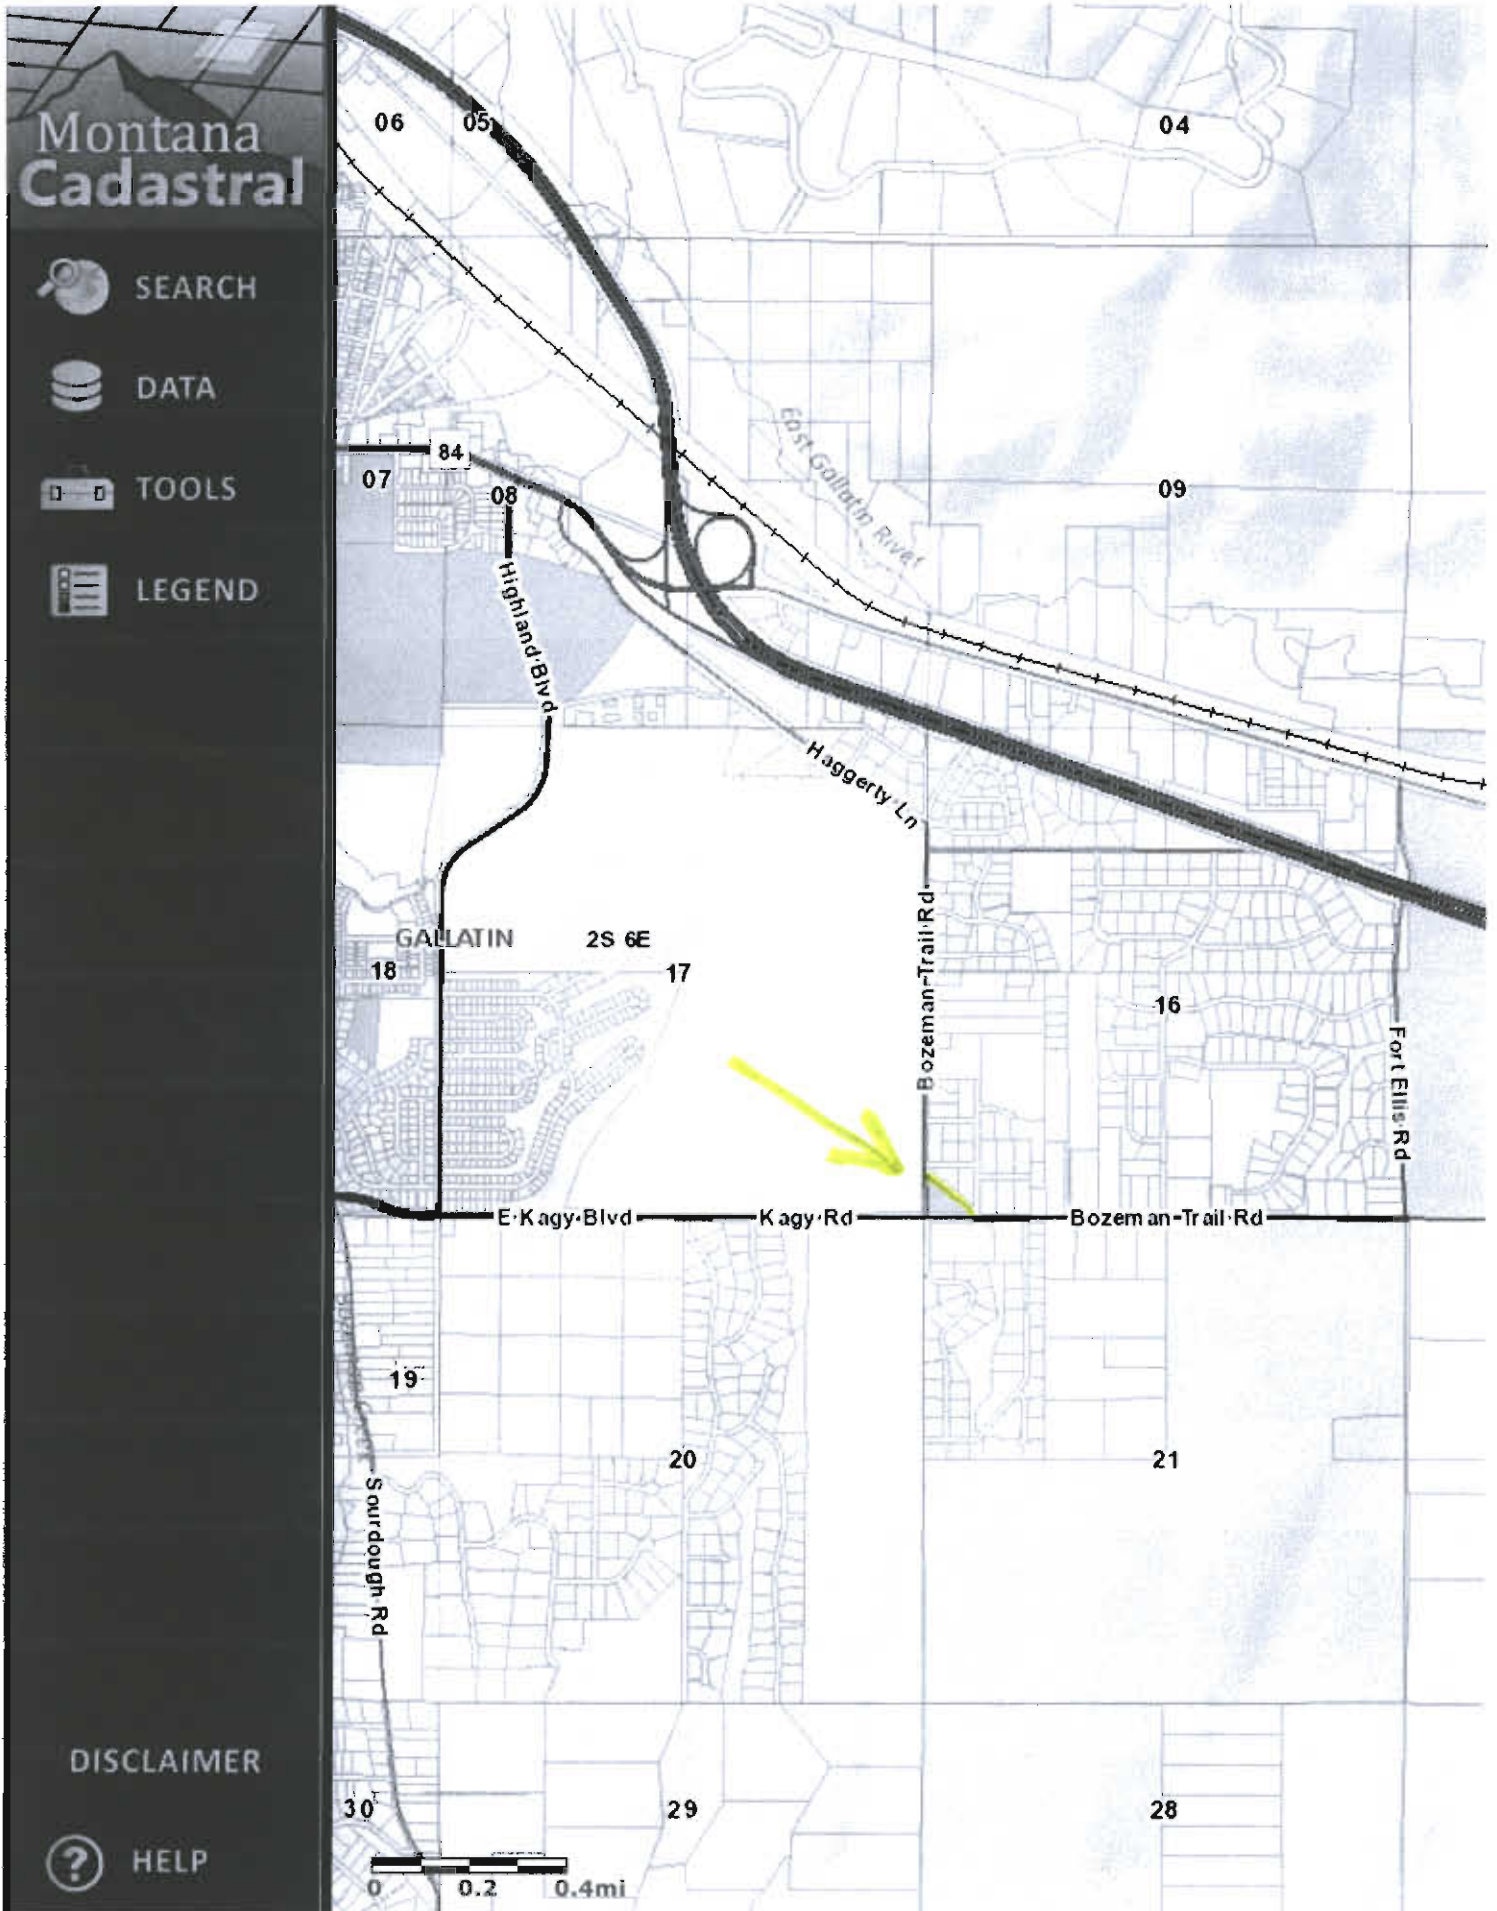 Montana
Cadastral
SEARCH
DATA
TOOLS
LEGEND
DISCLAIMER
HELP
06
05
04
84
07
08
09
East Gallatin River
Highland Blvd
Haggerty Ln
GALLATIN
2S 6E
18
17
16
Bozeman-Trail-Rd
Fort Ellis Rd
E Kagy Blvd
Kagy Rd
Bozeman-Trail-Rd
19
20
21
Sourdough Rd
30
29
28
0
0.2
0.4mi